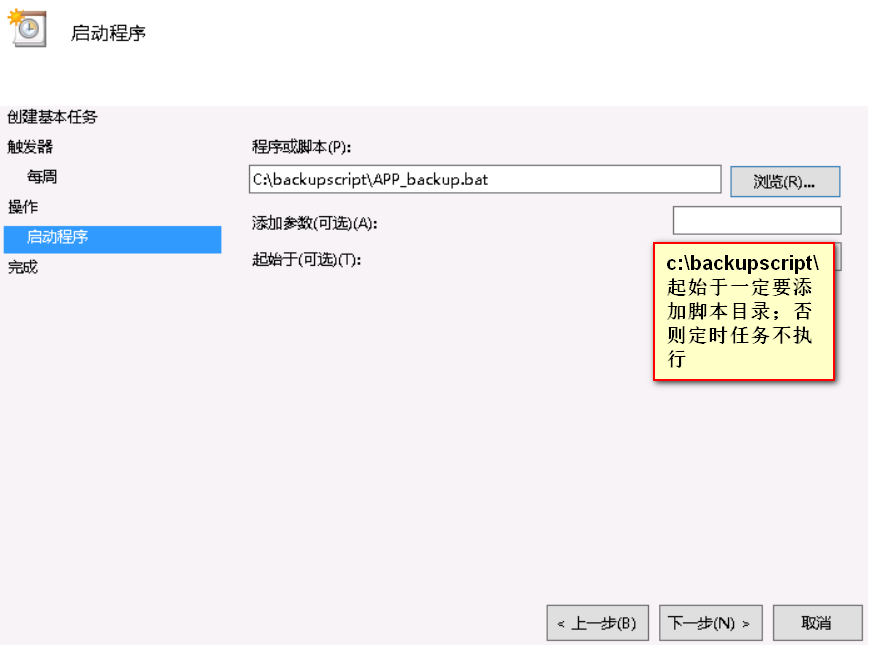 启动程序
创建基本任务
触发器
每周
操作
启动程序
完成
程序或脚本(P):
C:\backupscript\APP_backup.bat
浏览(R)...
添加参数(可选)(A):
起始于(可选)(T):
c:\backupscript\
起始于一定要添
加脚本目录；否
则定时任务不执
行
< 上一步(B)
下一步(N) >
取消